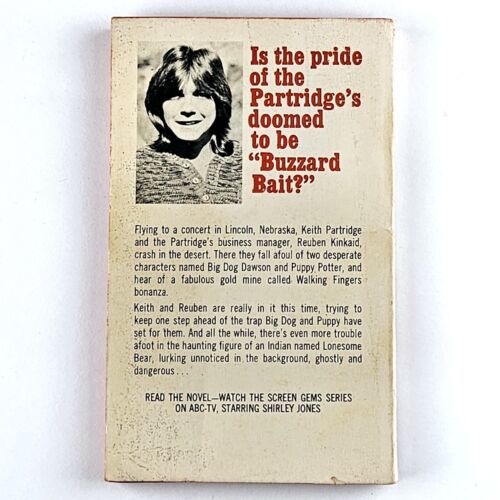 Is the pride
of the
Partridge's
doomed
to be
“Buzzard
Bait?”
Flying to a concert in Lincoln, Nebraska, Keith Partridge
and the Partridge's business manager, Reuben Kinkaid,
crash in the desert. There they fall afoul of two desperate
characters named Big Dog Dawson and Puppy Potter, and
hear of a fabulous gold mine called Walking Fingers
bonanza.
Keith and Reuben are really in it this time, trying to
keep one step ahead of the trap Big Dog and Puppy have
set for them. And all the while, there's even more trouble
afoot in the haunting figure of an Indian named Lonesome
Bear, lurking unnoticed in the background, ghostly and
dangerous . . .
READ THE NOVEL—WATCH THE SCREEN GEMS SERIES
ON ABC-TV, STARRING SHIRLEY JONES